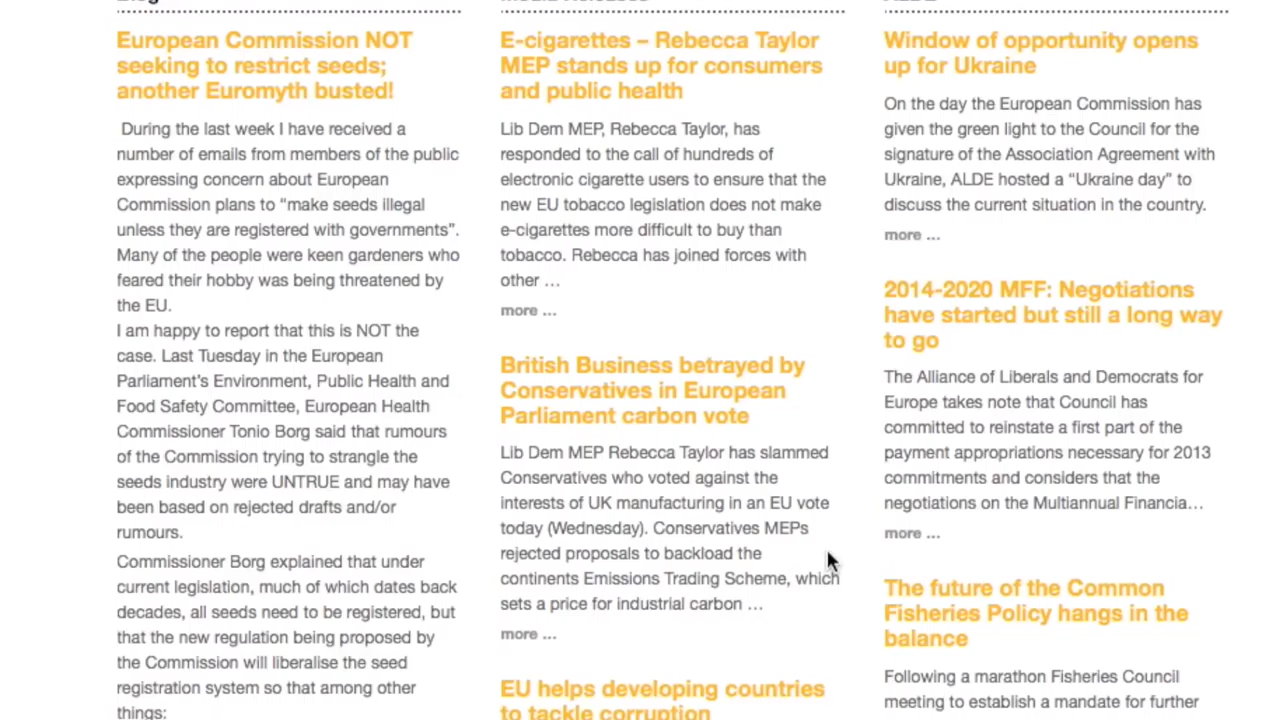 European Commission NOT
seeking to restrict seeds;
another Euromyth busted!
During the last week I have received a
number of emails from members of the public
expressing concern about European
Commission plans to “make seeds illegal
unless they are registered with governments”.
Many of the people were keen gardeners who
feared their hobby was being threatened by
the EU.
I am happy to report that this is NOT the
case. Last Tuesday in the European
Parliament’s Environment, Public Health and
Food Safety Committee, European Health
Commissioner Tonio Borg said that rumours
of the Commission trying to strangle the
seeds industry were UNTRUE and may have
been based on rejected drafts and/or
rumours.
Commissioner Borg explained that under
current legislation, much of which dates back
decades, all seeds need to be registered, but
that the new regulation being proposed by
the Commission will liberalise the seed
registration system so that among other
things:
E-cigarettes – Rebecca Taylor
MEP stands up for consumers
and public health
Lib Dem MEP, Rebecca Taylor, has
responded to the call of hundreds of
electronic cigarette users to ensure that the
new EU tobacco legislation does not make
e-cigarettes more difficult to buy than
tobacco. Rebecca has joined forces with
other ...
more ...
British Business betrayed by
Conservatives in European
Parliament carbon vote
Lib Dem MEP Rebecca Taylor has slammed
Conservatives who voted against the
interests of UK manufacturing in an EU vote
today (Wednesday). Conservatives MEPs
rejected proposals to backload the
continents Emissions Trading Scheme, which
sets a price for industrial carbon ...
more ...
EU helps developing countries
to tackle corruption
Window of opportunity opens
up for Ukraine
On the day the European Commission has
given the green light to the Council for the
signature of the Association Agreement with
Ukraine, ALDE hosted a “Ukraine day” to
discuss the current situation in the country.
more ...
2014-2020 MFF: Negotiations
have started but still a long way
to go
The Alliance of Liberals and Democrats for
Europe takes note that Council has
committed to reinstate a first part of the
payment appropriations necessary for 2013
commitments and considers that the
negotiations on the Multiannual Financia...
more ...
The future of the Common
Fisheries Policy hangs in the
balance
Following a marathon Fisheries Council
meeting to establish a mandate for further